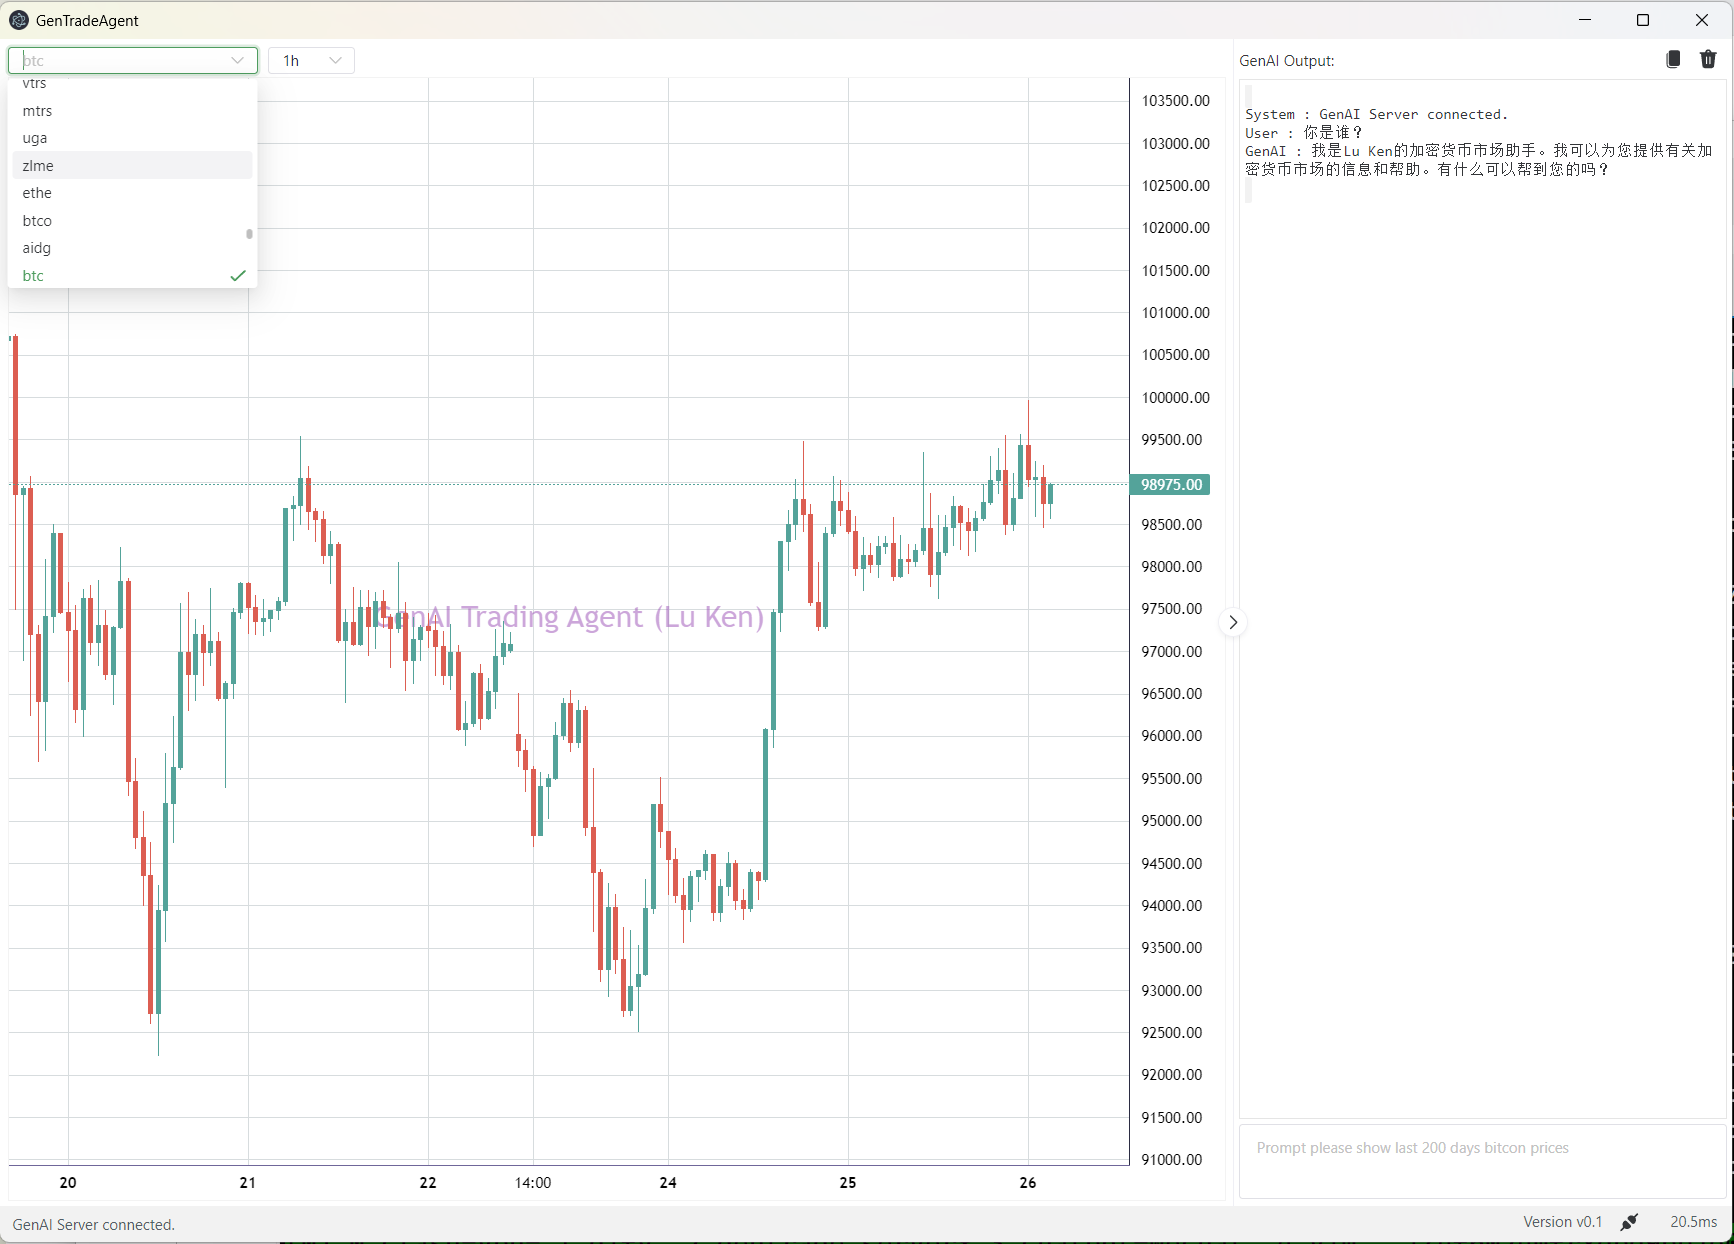 GenTradeAgent
btc
1h
vtrs
mtrs
uga
zlme
ethe
btco
aidg
btc
GenAI Trading Agent (Lu Ken)
103500.00
103000.00
102500.00
102000.00
101500.00
101000.00
100500.00
100000.00
99500.00
98975.00
98500.00
98000.00
97500.00
97000.00
96500.00
96000.00
95500.00
95000.00
94500.00
94000.00
93500.00
93000.00
92500.00
92000.00
91500.00
91000.00
20
21
22
14:00
24
25
26
GenAI Output:
System : GenAI Server connected.
User : 你是谁？
GenAI : 我是Lu Ken的加密货币市场助手。我可以为您提供有关加
密货币市场的信息和帮助。有什么可以帮到您的吗？
Prompt please show last 200 days bitcon prices
GenAI Server connected.
Version v0.1
20.5ms